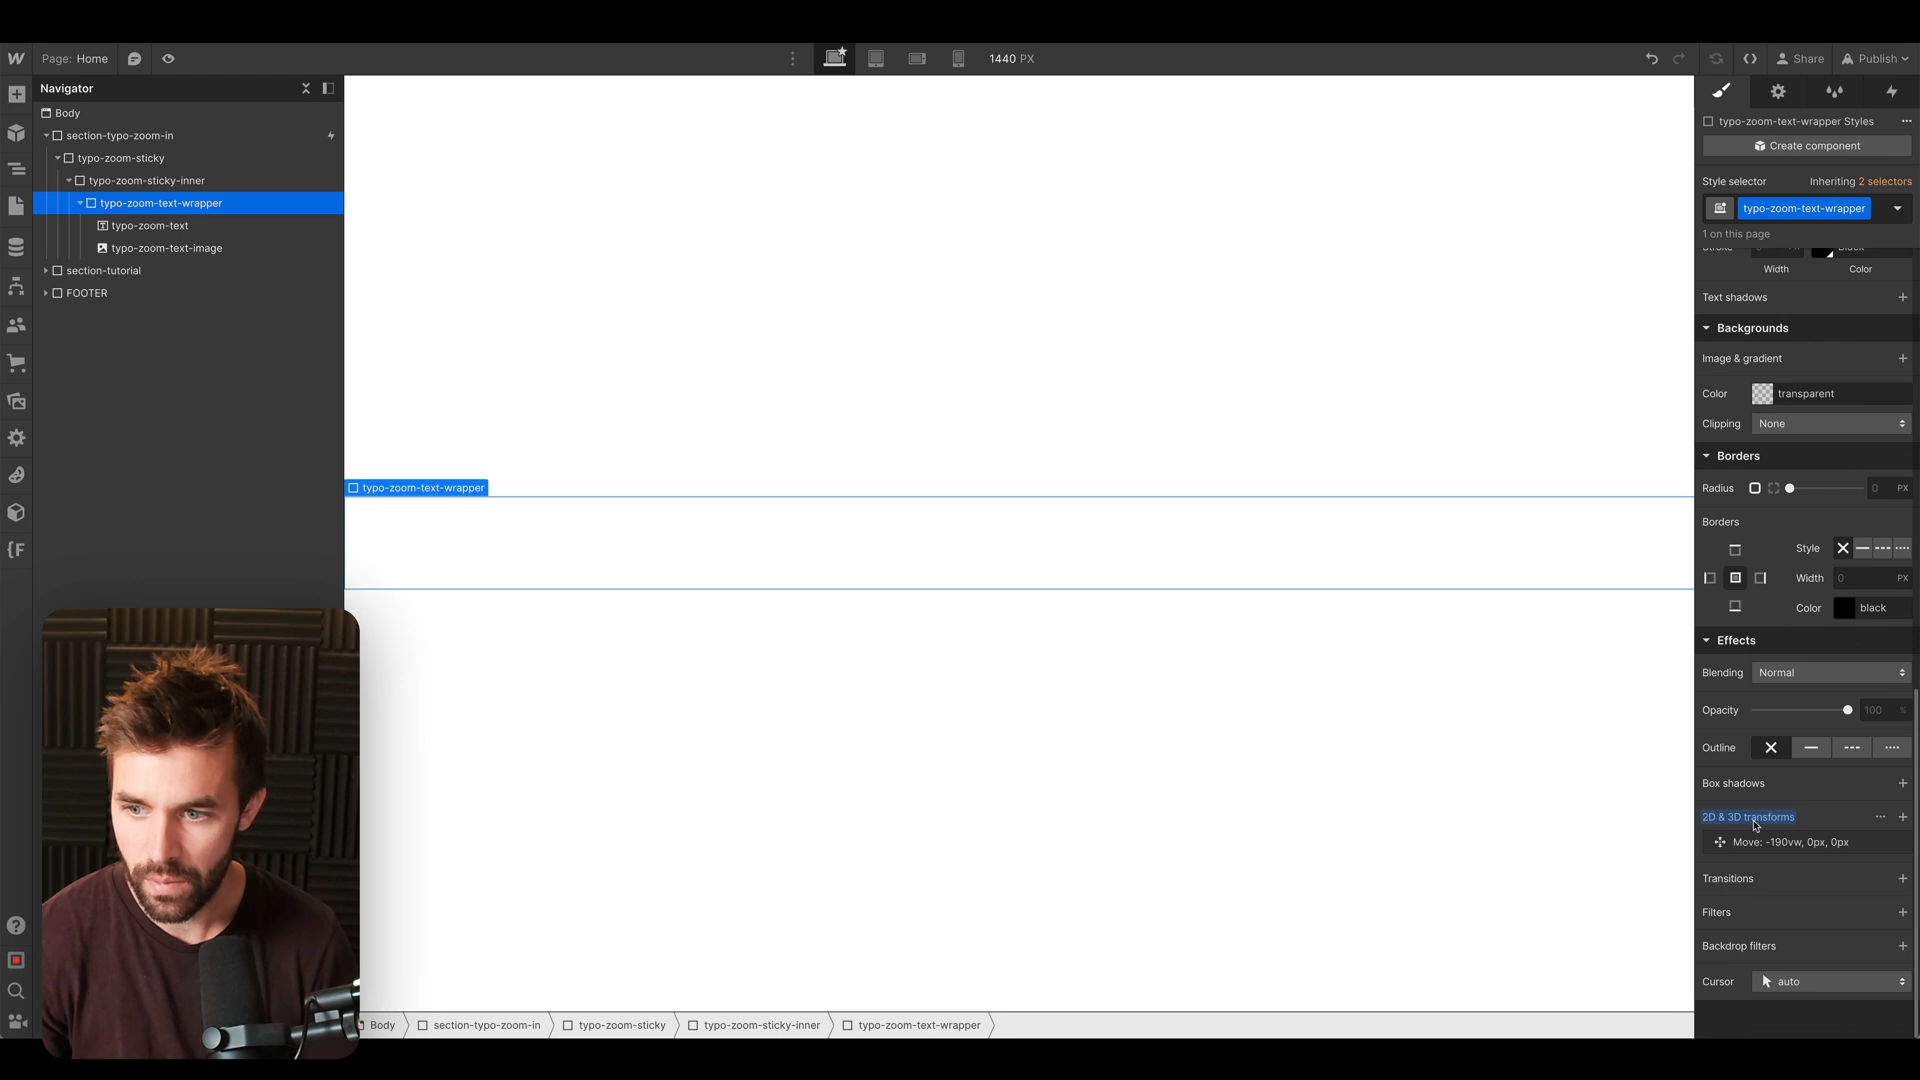 Page: Home
1440 PX
Share
Publish
Navigator
Body
section-typo-zoom-in
typo-zoom-sticky
typo-zoom-sticky-inner
typo-zoom-text-wrapper
typo-zoom-text
typo-zoom-text-image
section-tutorial
FOOTER
typo-zoom-text-wrapper
Body
section-typo-zoom-in
typo-zoom-sticky
typo-zoom-sticky-inner
typo-zoom-text-wrapper
typo-zoom-text-wrapper Styles
Create component
Style selector
Inheriting 2 selectors
typo-zoom-text-wrapper
1 on this page
Width
Color
Text shadows
Backgrounds
Image & gradient
Color
transparent
Clipping
None
Borders
Radius
0 PX
Borders
Style
Width
0 PX
Color
black
Effects
Blending
Normal
Opacity
100 %
Outline
Box shadows
2D & 3D transforms
Move: -190vw, 0px, 0px
Transitions
Filters
Backdrop filters
Cursor
auto